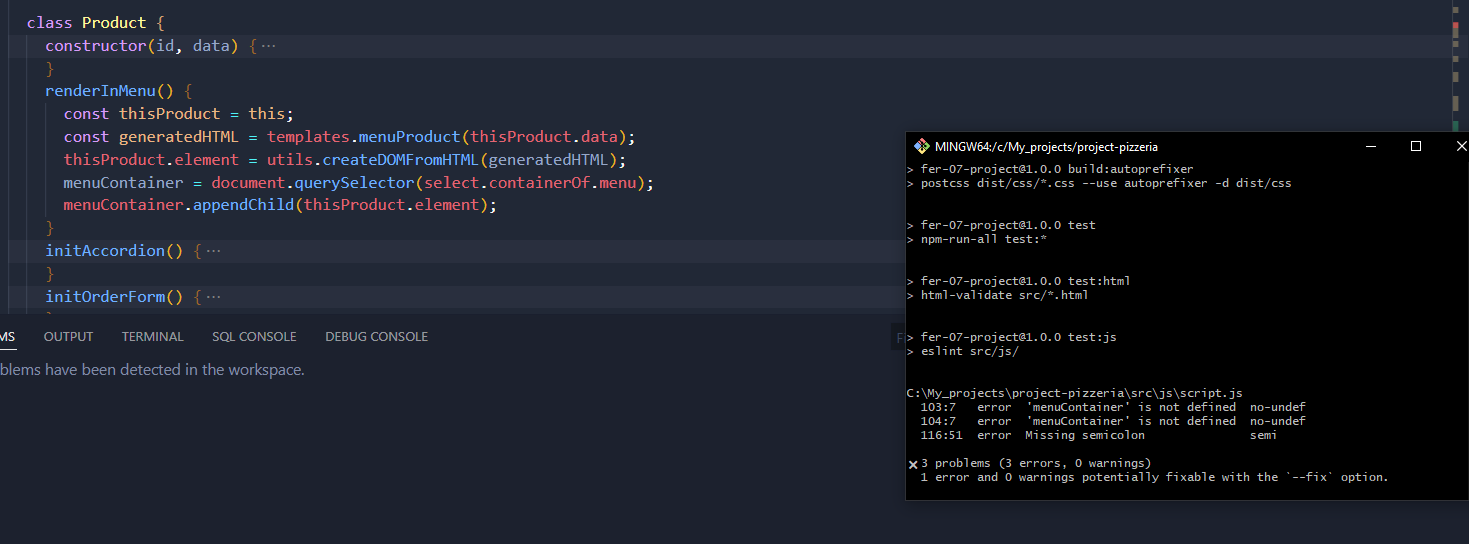 class Product {
constructor(id, data) {···
}
renderInMenu() {
const thisProduct = this;
const generatedHTML = templates.menuProduct(thisProduct.data);
thisProduct.element = utils.createDOMFromHTML(generatedHTML);
menuContainer = document.querySelector(select.containerOf.menu);
menuContainer.appendChild(thisProduct.element);
}
initAccordion() {···
}
initOrderForm() {···
MS OUTPUT TERMINAL SQL CONSOLE DEBUG CONSOLE
blems have been detected in the workspace.
MINGW64:/c/My_projects/project-pizzeria
> fer-07-project@1.0.0 build:autoprefixer
> postcss dist/css/*.css --use autoprefixer -d dist/css
> fer-07-project@1.0.0 test
> npm-run-all test:*
> fer-07-project@1.0.0 test:html
> html-validate src/*.html
> fer-07-project@1.0.0 test:js
> eslint src/js/
C:\My_projects\project-pizzeria\src\js\script.js
103:7 error 'menuContainer' is not defined no-undef
104:7 error 'menuContainer' is not defined no-undef
116:51 error Missing semicolon semi
✕ 3 problems (3 errors, 0 warnings)
1 error and 0 warnings potentially fixable with the `--fix` option.